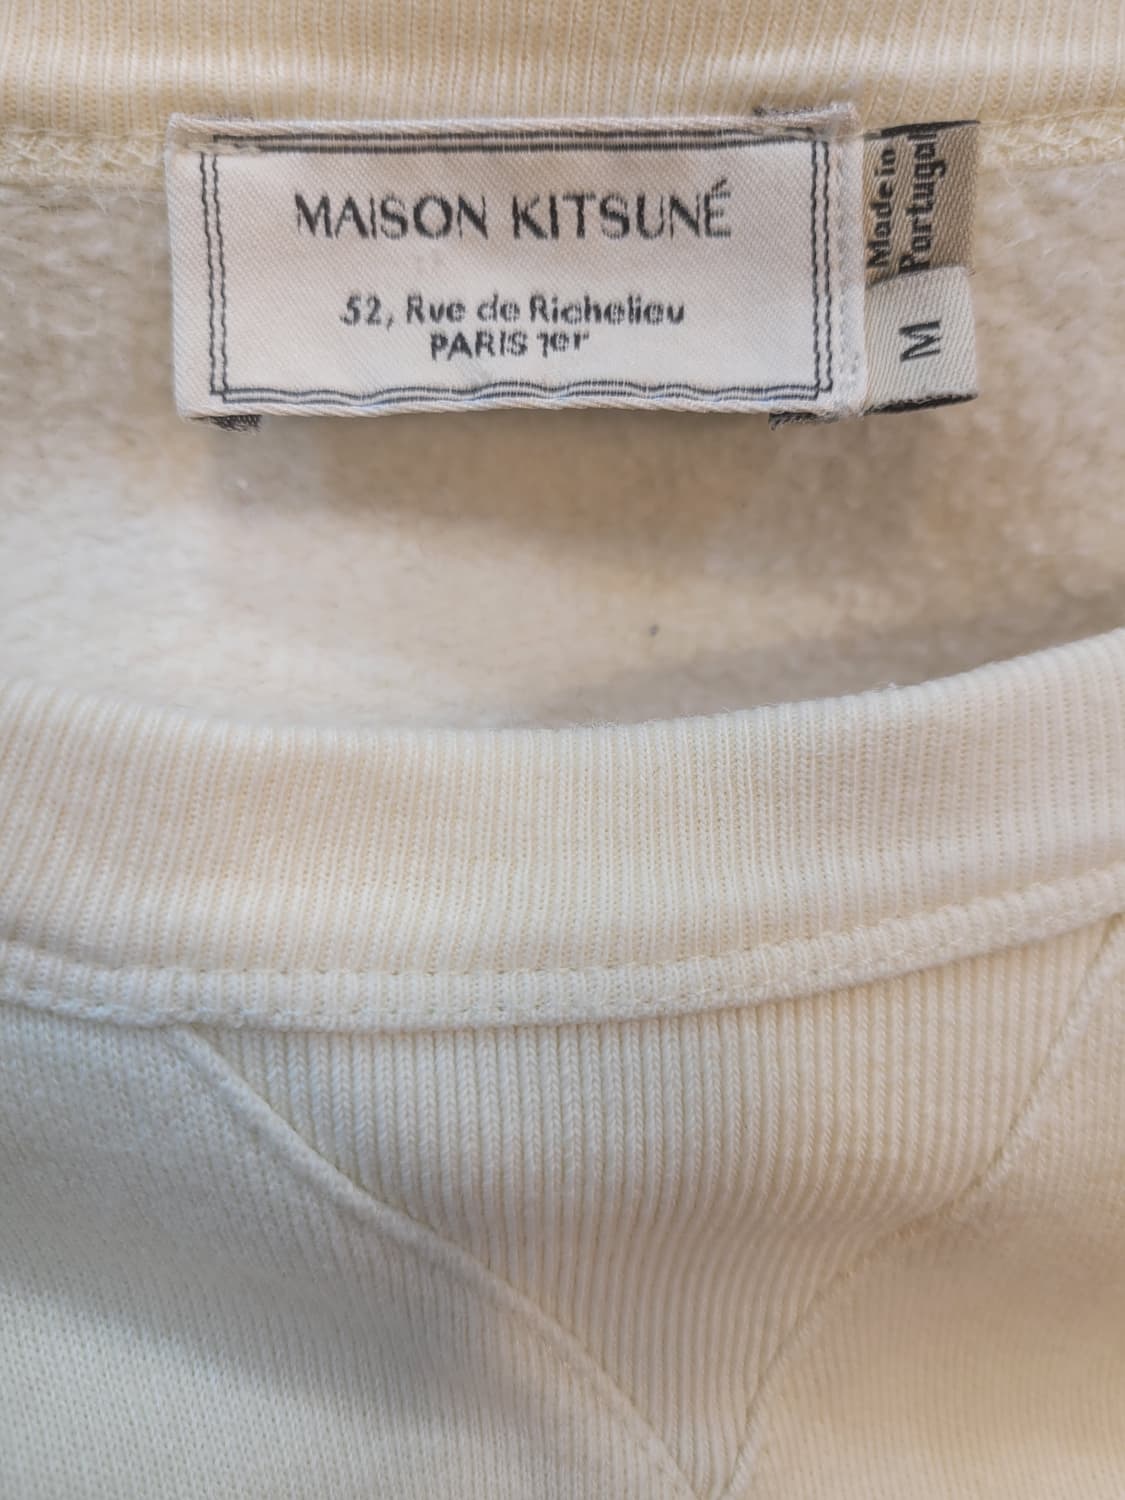 MAISON KITSUNÉ
52, Rue de Richelieu
PARIS 1er
Made in
Portugal
M